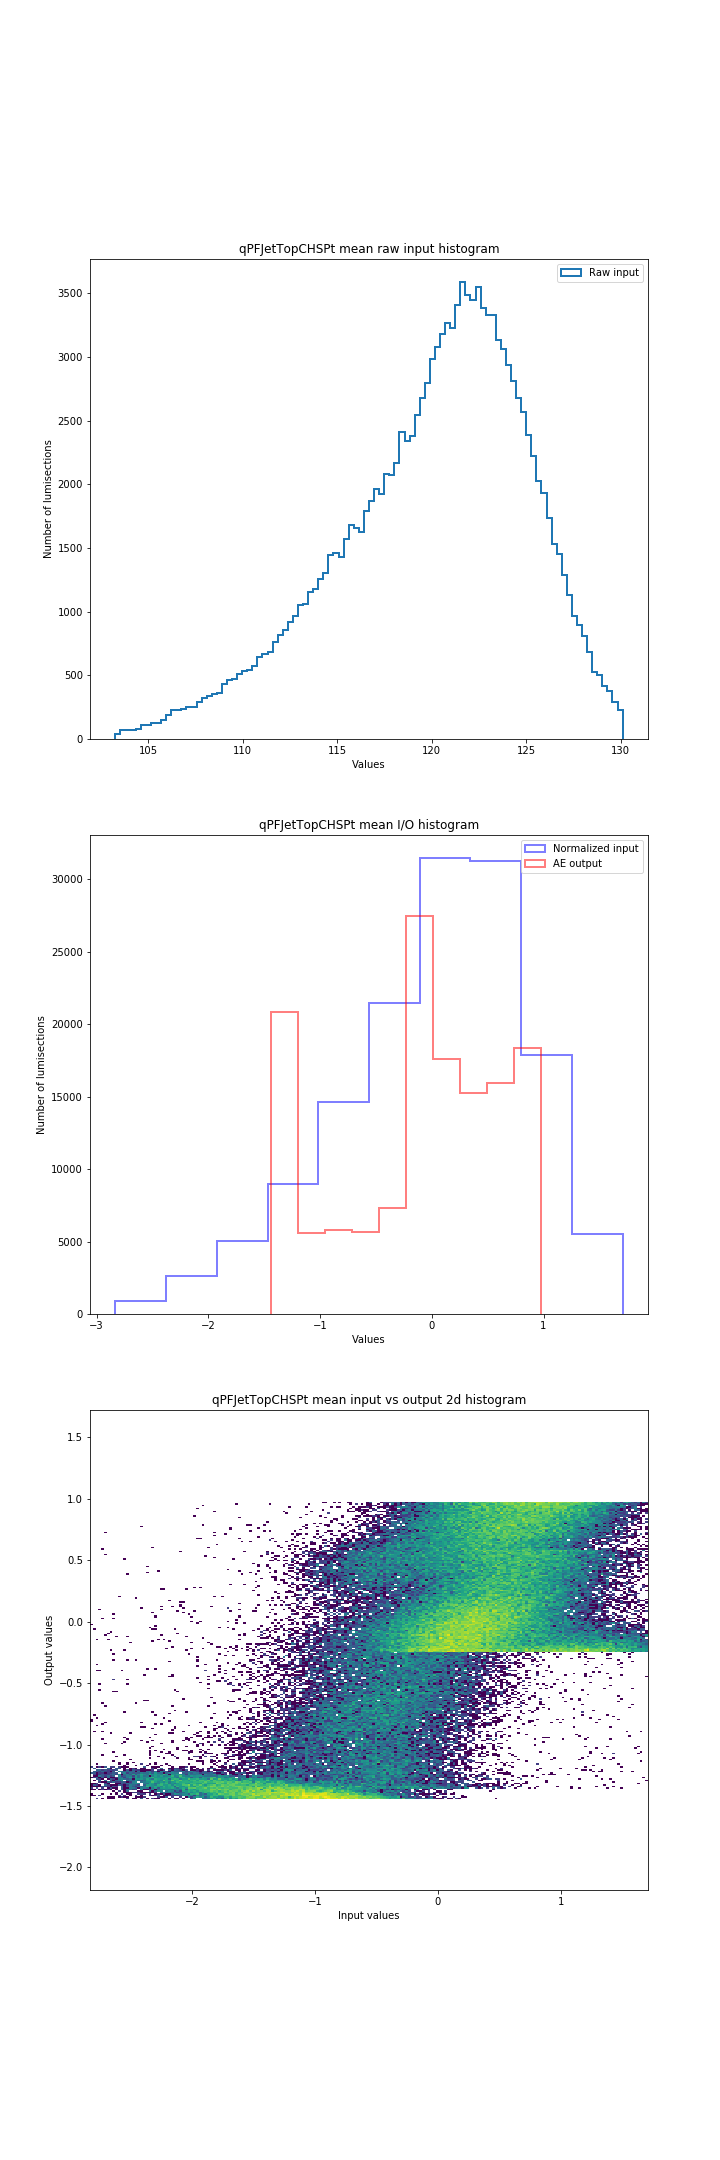 qPFJetTopCHSPt mean raw input histogram
Raw input
3500
3000
2500
2000
1500
1000
500
0
Number of lumisections
105 110 115 120 125 130
Values
qPFJetTopCHSPt mean I/O histogram
Normalized input
AE output
30000
25000
20000
15000
10000
5000
0
Number of lumisections
−3 −2 −1 0 1
Values
qPFJetTopCHSPt mean input vs output 2d histogram
1.5
1.0
0.5
0.0
−0.5
−1.0
−1.5
−2.0
Output values
−2 −1 0 1
Input values